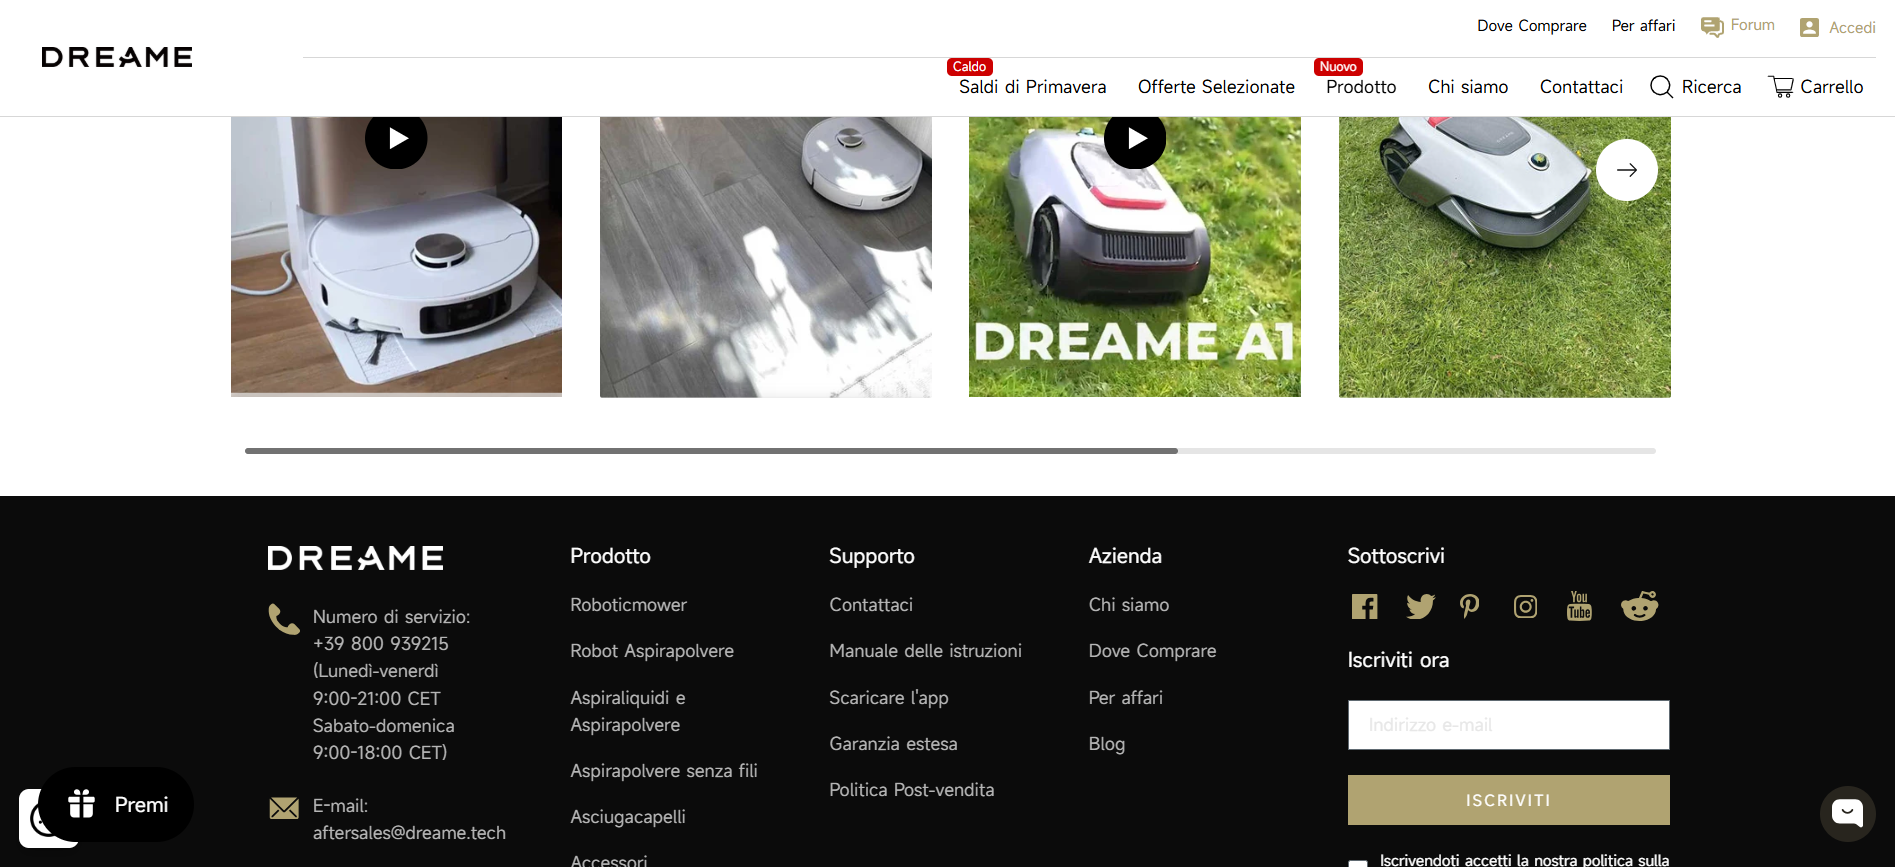 Dove Comprare
Per affari
Forum
Accedi
DREAME
Caldo
Nuovo
Saldi di Primavera
Offerte Selezionate
Prodotto
Chi siamo
Contattaci
Ricerca
Carrello
DREAME A1
DREAME
Numero di servizio:
+39 800 939215
(Lunedì-venerdì
9:00-21:00 CET
Sabato-domenica
9:00-18:00 CET)
E-mail:
aftersales@dreame.tech
Premi
Prodotto
Roboticmower
Robot Aspirapolvere
Aspiraliquidi e
Aspirapolvere
Aspirapolvere senza fili
Asciugacapelli
Accessori
Supporto
Contattaci
Manuale delle istruzioni
Scaricare l'app
Garanzia estesa
Politica Post-vendita
Azienda
Chi siamo
Dove Comprare
Per affari
Blog
Sottoscrivi
You
Tube
Iscriviti ora
Indirizzo e-mail
ISCRIVITI
Iscrivendoti accetti la nostra politica sulla